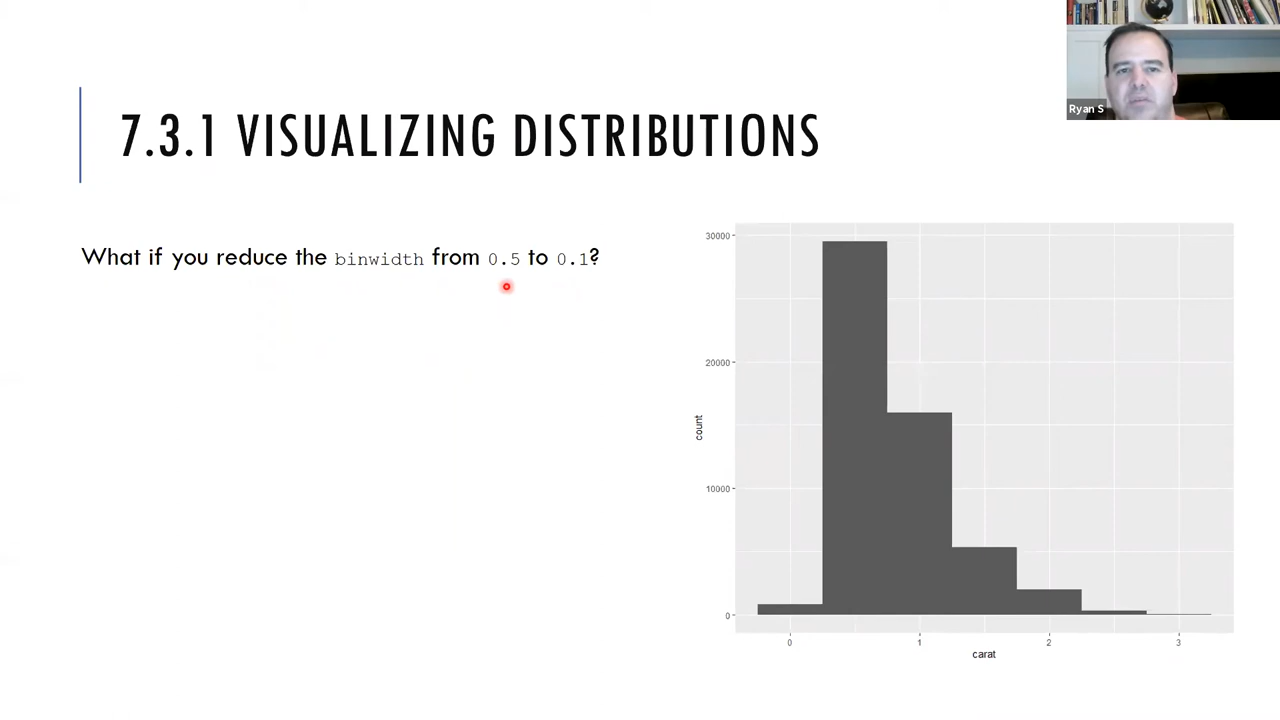 Ryan S
7.3.1 VISUALIZING DISTRIBUTIONS
What if you reduce the binwidth from 0.5 to 0.1?
30000
20000
10000
0
count
0 1 2 3
carat